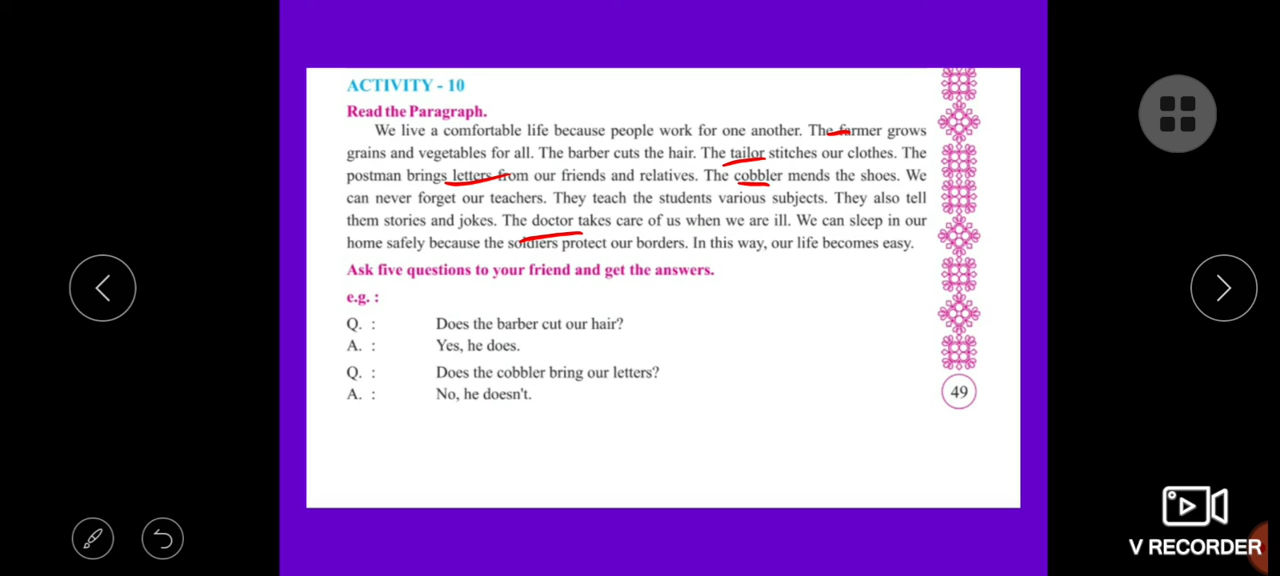 ACTIVITY - 10
Read the Paragraph.
We live a comfortable life because people work for one another. The farmer grows
grains and vegetables for all. The barber cuts the hair. The tailor stitches our clothes. The
postman brings letters from our friends and relatives. The cobbler mends the shoes. We
can never forget our teachers. They teach the students various subjects. They also tell
them stories and jokes. The doctor takes care of us when we are ill. We can sleep in our
home safely because the soldiers protect our borders. In this way, our life becomes easy.
Ask five questions to your friend and get the answers.
e.g. :
Q. : Does the barber cut our hair?
A. : Yes, he does.
Q. : Does the cobbler bring our letters?
A. : No, he doesn't.
49
V RECORDER